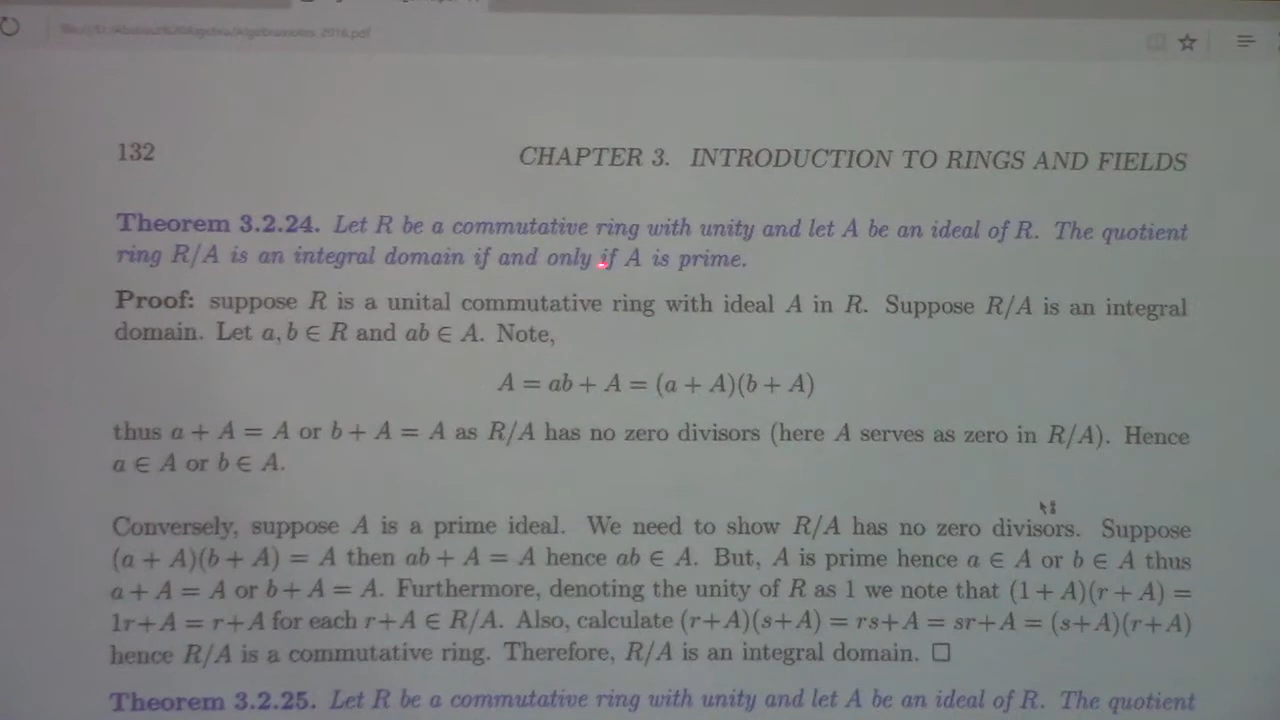 132 CHAPTER 3. INTRODUCTION TO RINGS AND FIELDS
Theorem 3.2.24. Let R be a commutative ring with unity and let A be an ideal of R. The quotient
ring R/A is an integral domain if and only if A is prime.
Proof: suppose R is a unital commutative ring with ideal A in R. Suppose R/A is an integral
domain. Let a, b ∈ R and ab ∈ A. Note,
A = ab + A = (a + A)(b + A)
thus a + A = A or b + A = A as R/A has no zero divisors (here A serves as zero in R/A). Hence
a ∈ A or b ∈ A.
Conversely, suppose A is a prime ideal. We need to show R/A has no zero divisors. Suppose
(a + A)(b + A) = A then ab + A = A hence ab ∈ A. But, A is prime hence a ∈ A or b ∈ A thus
a + A = A or b + A = A. Furthermore, denoting the unity of R as 1 we note that (1 + A)(r + A) =
1r + A = r + A for each r + A ∈ R/A. Also, calculate (r + A)(s + A) = rs + A = sr + A = (s + A)(r + A)
hence R/A is a commutative ring. Therefore, R/A is an integral domain. □
Theorem 3.2.25. Let R be a commutative ring with unity and let A be an ideal of R. The quotient